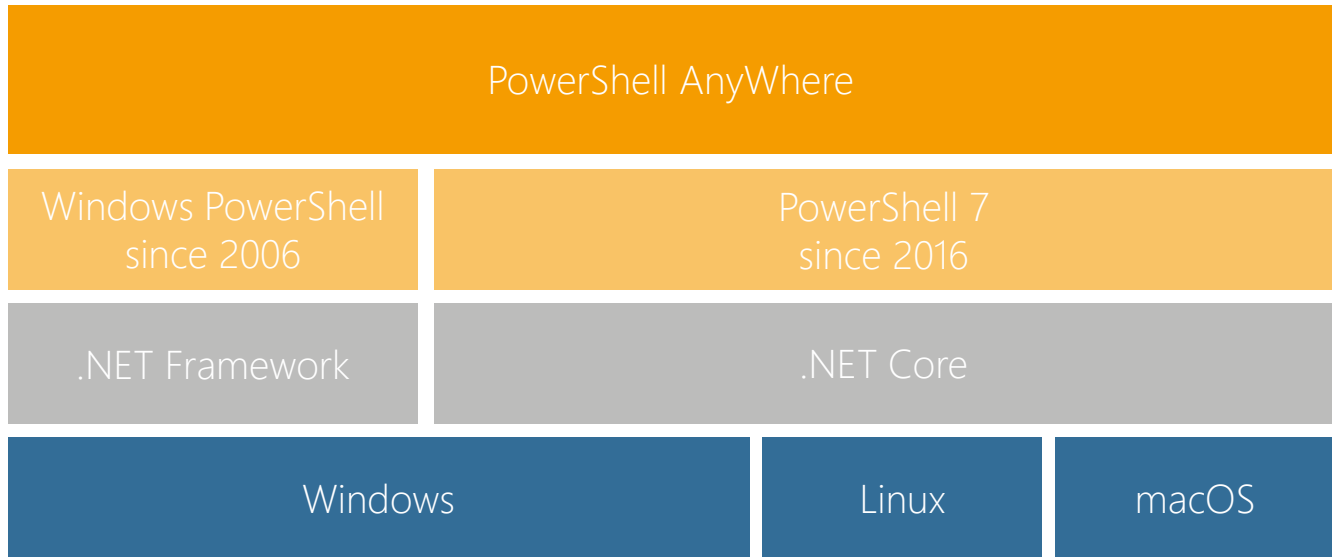 PowerShell AnyWhere
Windows PowerShell
since 2006
PowerShell 7
since 2016
.NET Framework
.NET Core
Windows
Linux
macOS